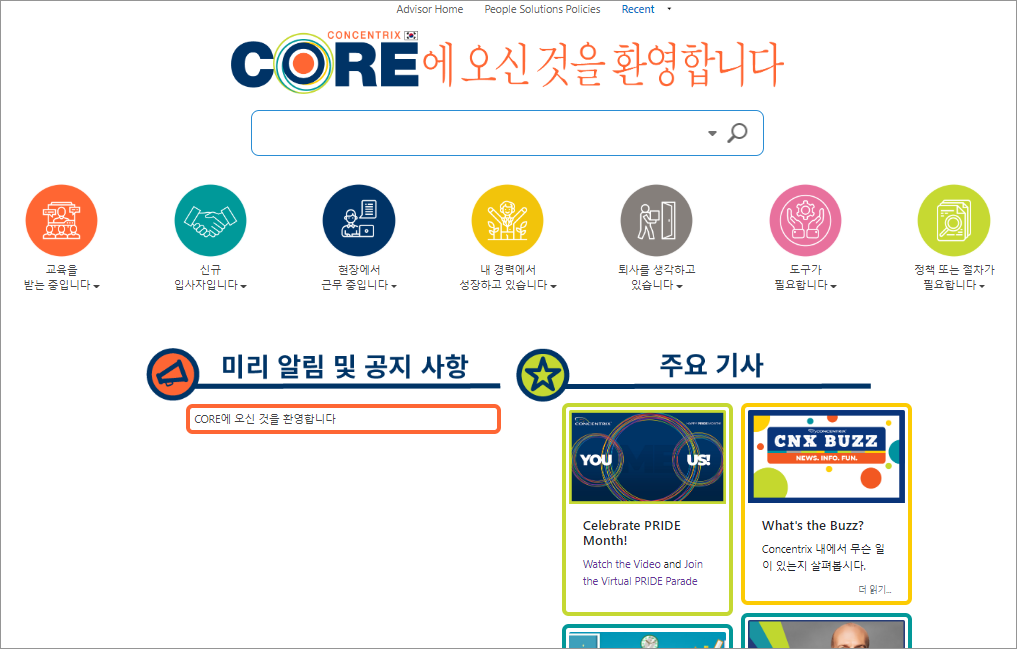 Advisor Home People Solutions Policies Recent
CONCENTRIX
CORE에 오신 것을 환영합니다
교육을
받는 중입니다
신규
입사자입니다
현장에서
근무 중입니다
내 경력에서
성장하고 있습니다
퇴사를 생각하고
있습니다
도구가
필요합니다
정책 또는 절차가
필요합니다
미리 알림 및 공지 사항
CORE에 오신 것을 환영합니다
주요 기사
CONCENTRIX
HAPPY PRIDE MONTH
YOU US!
Celebrate PRIDE
Month!
Watch the Video and Join
the Virtual PRIDE Parade
CONCENTRIX
CNX BUZZ
NEWS. INFO. FUN.
What's the Buzz?
Concentrix 내에서 무슨 일
이 있는지 살펴봅시다.
더 읽기...